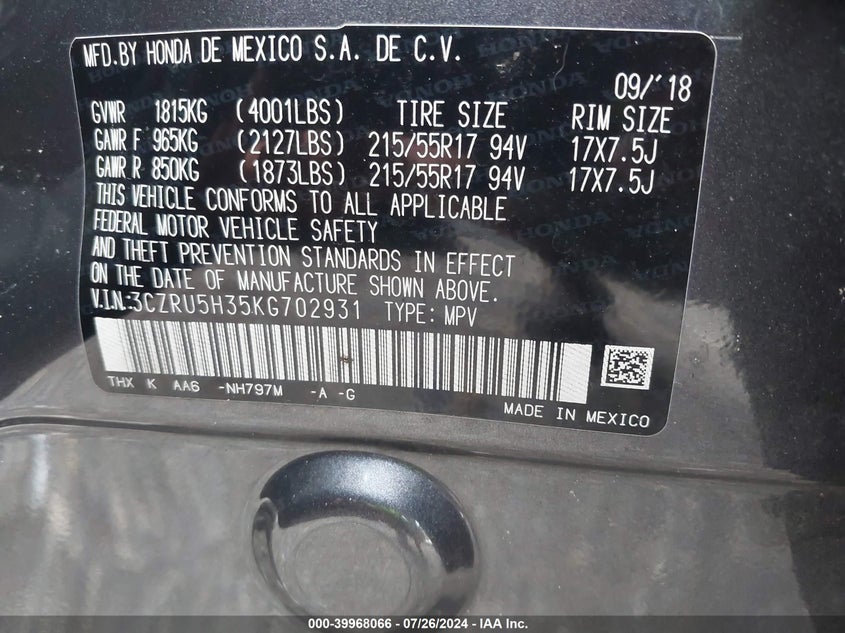 MFD.BY HONDA DE MEXICO S.A. DE C.V.
09/'18
GVWR 1815KG (4001LBS) TIRE SIZE RIM SIZE
GAWR F 965KG (2127LBS) 215/55R17 94V 17X7.5J
GAWR R 850KG (1873LBS) 215/55R17 94V 17X7.5J
THIS VEHICLE CONFORMS TO ALL APPLICABLE
FEDERAL MOTOR VEHICLE SAFETY
AND THEFT PREVENTION STANDARDS IN EFFECT
ON THE DATE OF MANUFACTURE SHOWN ABOVE.
V.I.N:3CZRU5H35KG702931 TYPE: MPV
THX K AA6 -NH797M -A -G
MADE IN MEXICO
000-39968066 - 07/26/2024 - IAA Inc.